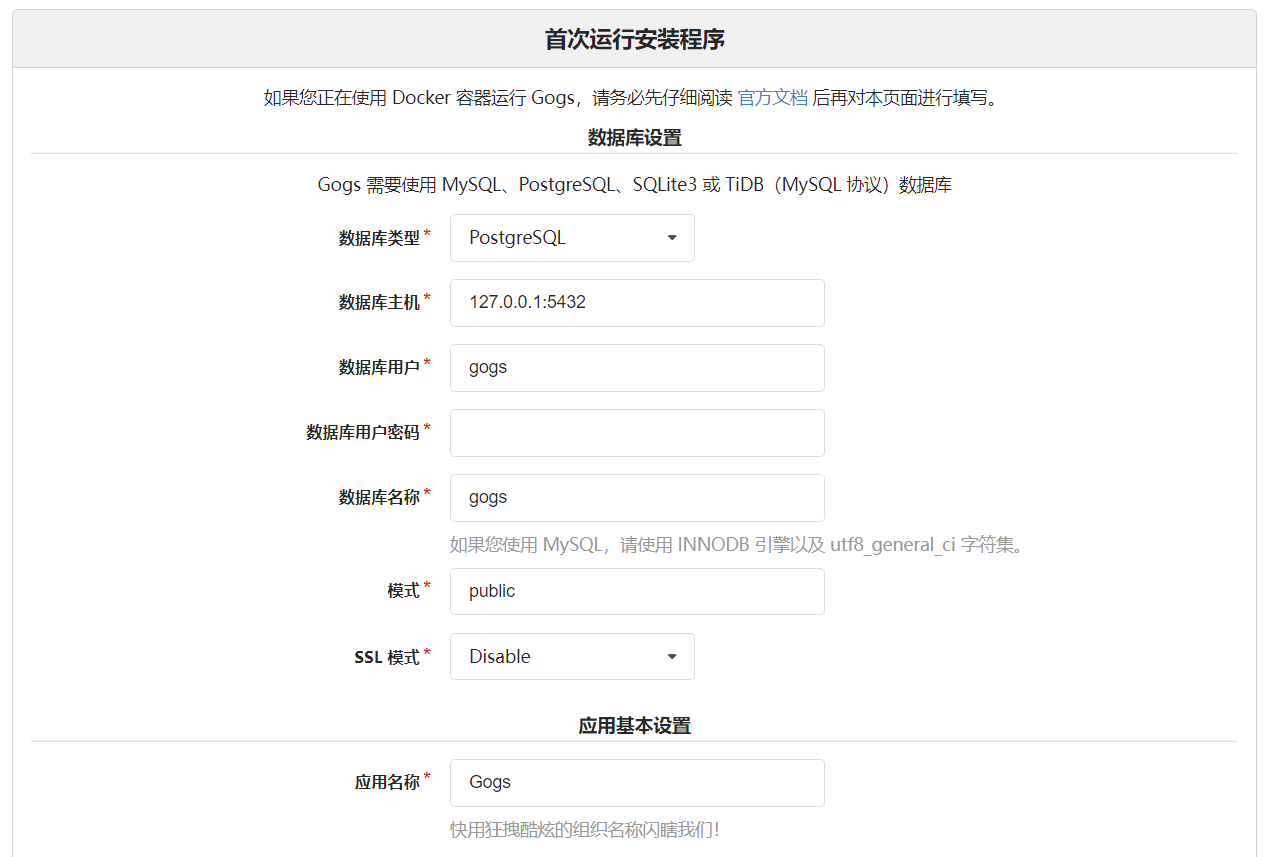 首次运行安装程序
如果您正在使用 Docker 容器运行 Gogs，请务必先仔细阅读 官方文档 后再对本页面进行填写。
数据库设置
Gogs 需要使用 MySQL、PostgreSQL、SQLite3 或 TiDB（MySQL 协议）数据库
数据库类型* PostgreSQL
数据库主机* 127.0.0.1:5432
数据库用户* gogs
数据库用户密码*
数据库名称* gogs
如果您使用 MySQL，请使用 INNODB 引擎以及 utf8_general_ci 字符集。
模式* public
SSL 模式* Disable
应用基本设置
应用名称* Gogs
快用狂拽酷炫的组织名称闪瞎我们！